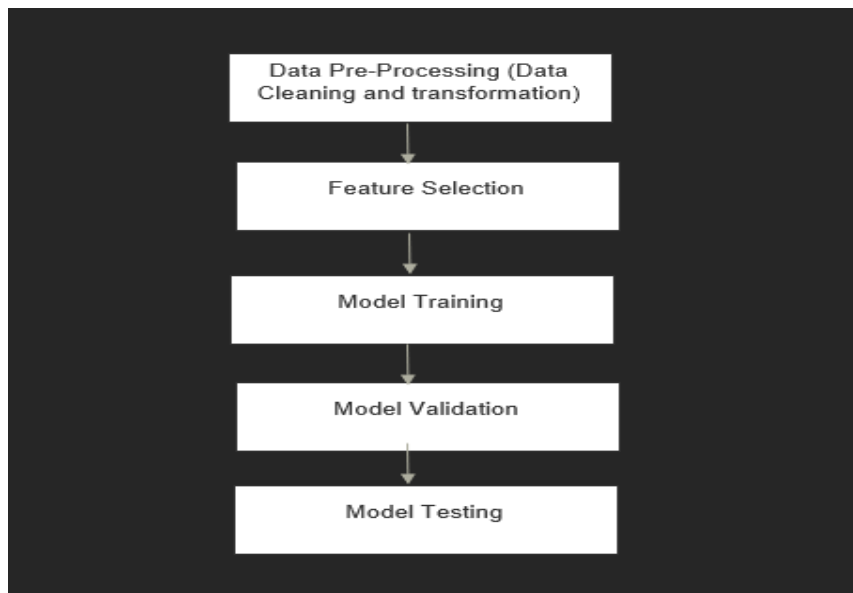 Data Pre-Processing (Data
Cleaning and transformation)
Feature Selection
Model Training
Model Validation
Model Testing